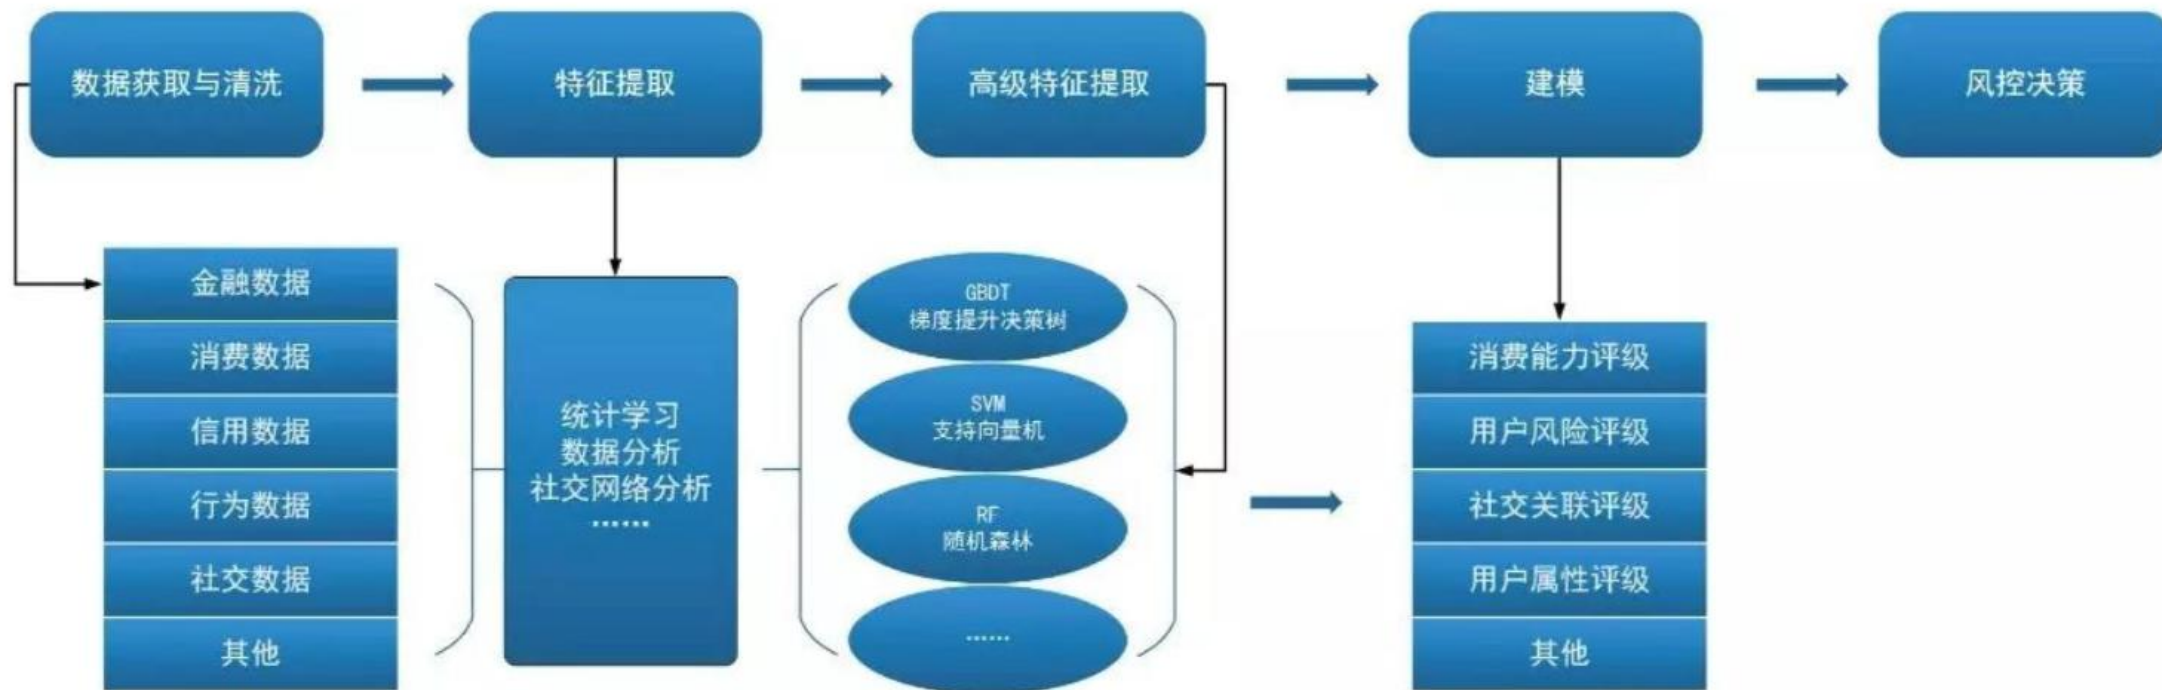 数据获取与清洗
特征提取
高级特征提取
建模
风控决策
金融数据
消费数据
信用数据
行为数据
社交数据
其他
统计学习
数据分析
社交网络分析
……
GBDT
梯度提升决策树
SVM
支持向量机
RF
随机森林
……
消费能力评级
用户风险评级
社交关联评级
用户属性评级
其他